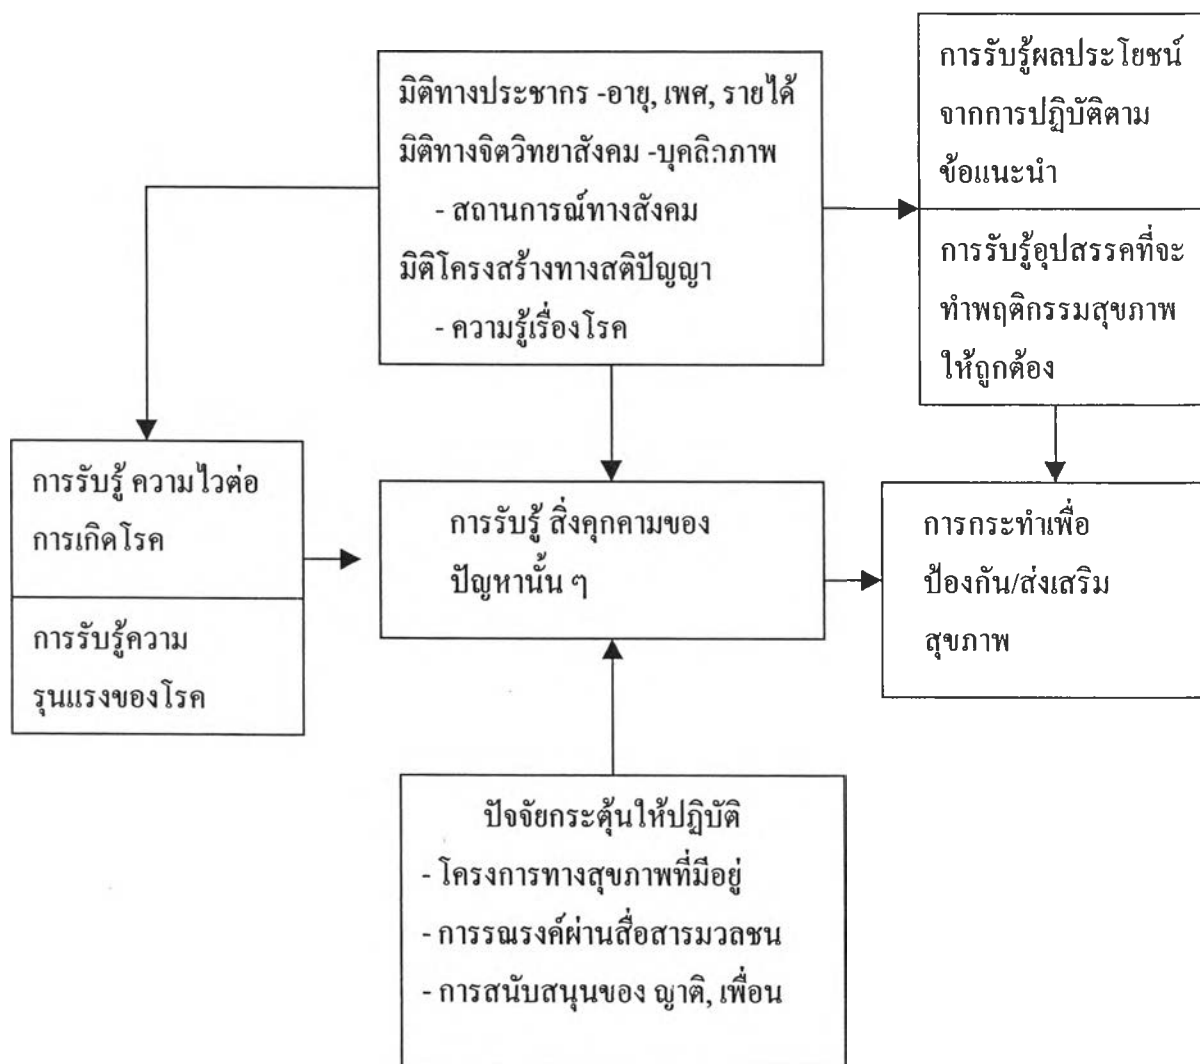 มิติทางประชากร -อายุ, เพศ, รายได้
มิติทางจิตวิทยาสังคม -บุคลิกภาพ
- สถานการณ์ทางสังคม
มิติโครงสร้างทางสติปัญญา
- ความรู้เรื่องโรค
การรับรู้ผลประโยชน์
จากการปฏิบัติตาม
ข้อแนะนำ
การรับรู้อุปสรรคที่จะ
ทำพฤติกรรมสุขภาพ
ให้ถูกต้อง
การรับรู้ ความไวต่อ
การเกิดโรค
การรับรู้ความ
รุนแรงของโรค
การรับรู้ สิ่งคุกคามของ
ปัญหานั้น ๆ
การกระทำเพื่อ
ป้องกัน/ส่งเสริม
สุขภาพ
ปัจจัยกระตุ้นให้ปฏิบัติ
- โครงการทางสุขภาพที่มีอยู่
- การรณรงค์ผ่านสื่อสารมวลชน
- การสนับสนุนของ ญาติ, เพื่อน